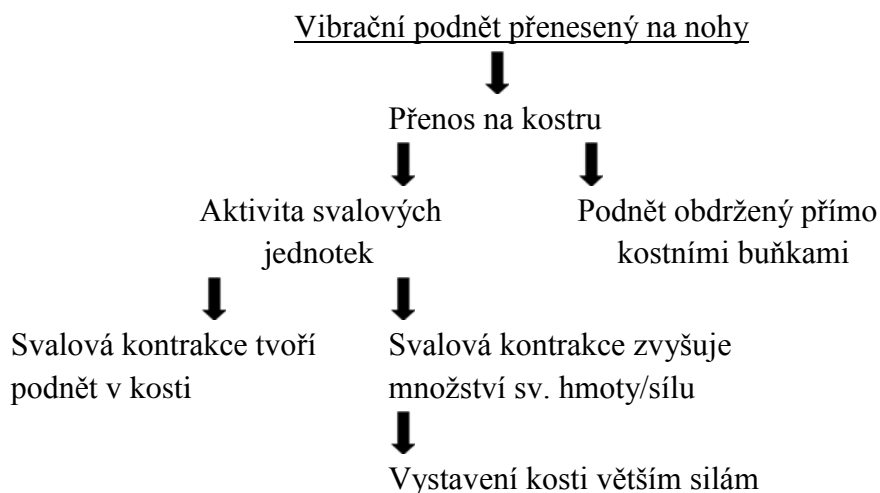 Vibrační podnět přenesený na nohy
Přenos na kostru
Aktivita svalových
jednotek
Podnět obdržený přímo
kostními buňkami
Svalová kontrakce tvoří
podnět v kosti
Svalová kontrakce zvyšuje
množství sv. hmoty/sílu
Vystavení kosti větším silám